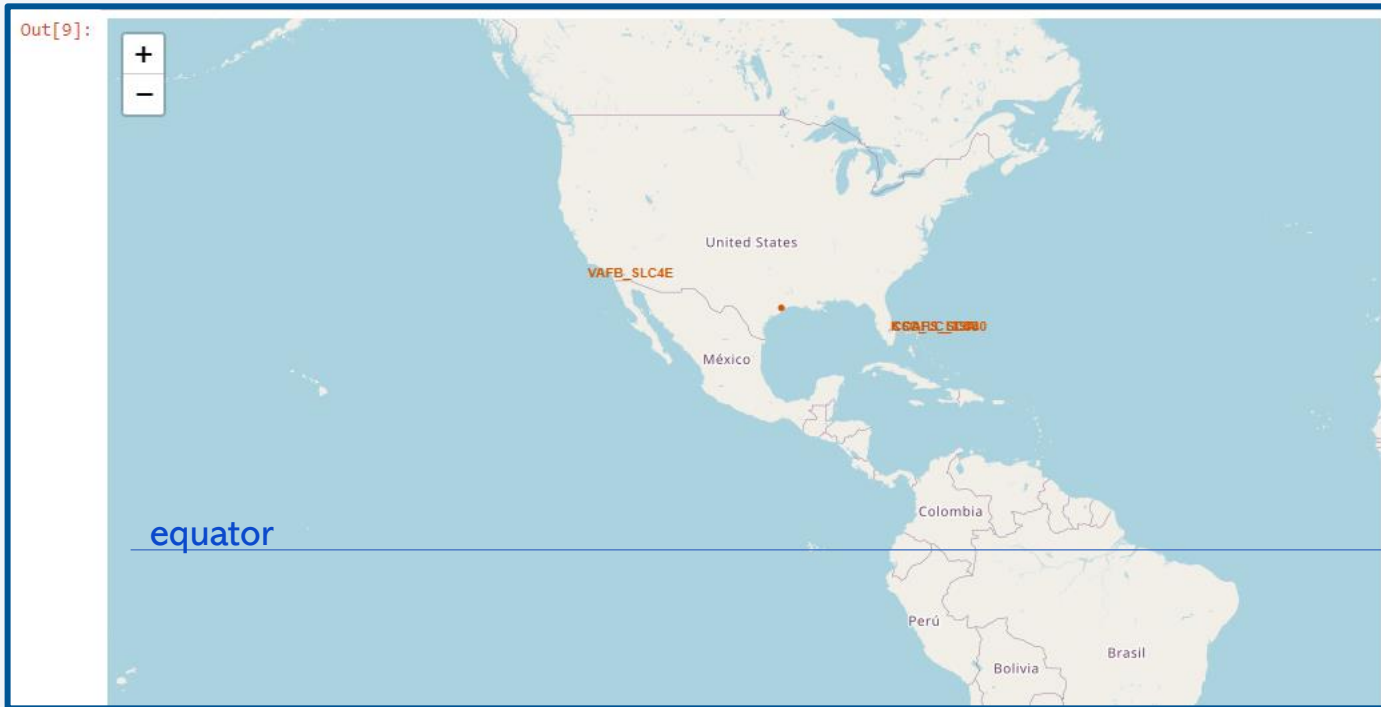 Out[9]:
+
−
United States
VAFB_SLC4E
México
Colombia
equator
Perú
Brasil
Bolivia